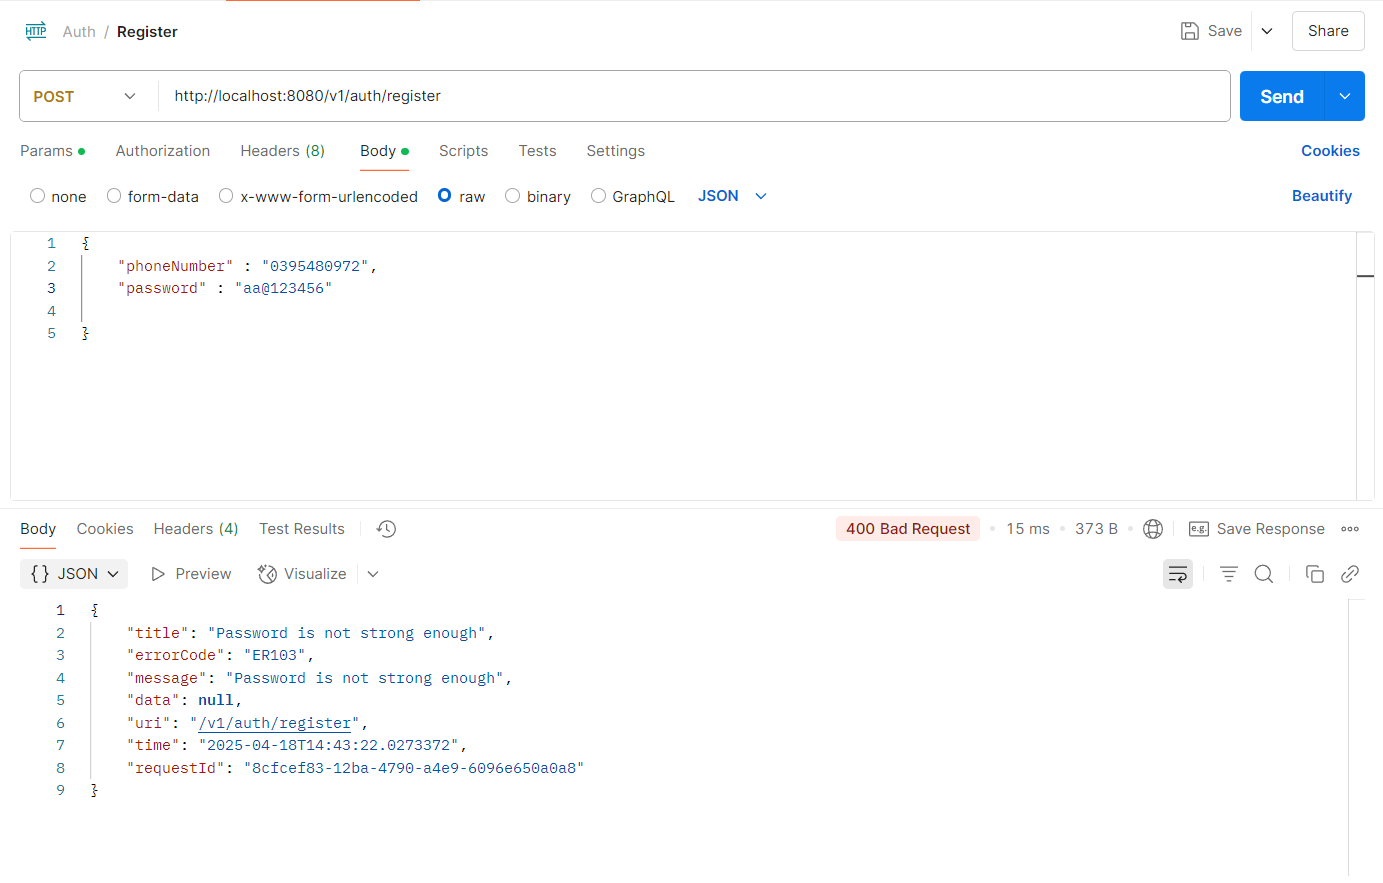 HTTP Auth / Register Save Share
POST http://localhost:8080/v1/auth/register Send
Params Authorization Headers (8) Body Scripts Tests Settings Cookies
none form-data x-www-form-urlencoded raw binary GraphQL JSON Beautify
1 {
2 "phoneNumber" : "0395480972",
3 "password" : "aa@123456"
4
5 }
Body Cookies Headers (4) Test Results 400 Bad Request 15 ms 373 B e.g. Save Response
{} JSON Preview Visualize
1 {
2 "title": "Password is not strong enough",
3 "errorCode": "ER103",
4 "message": "Password is not strong enough",
5 "data": null,
6 "uri": "/v1/auth/register",
7 "time": "2025-04-18T14:43:22.0273372",
8 "requestId": "8cfcef83-12ba-4790-a4e9-6096e650a0a8"
9 }